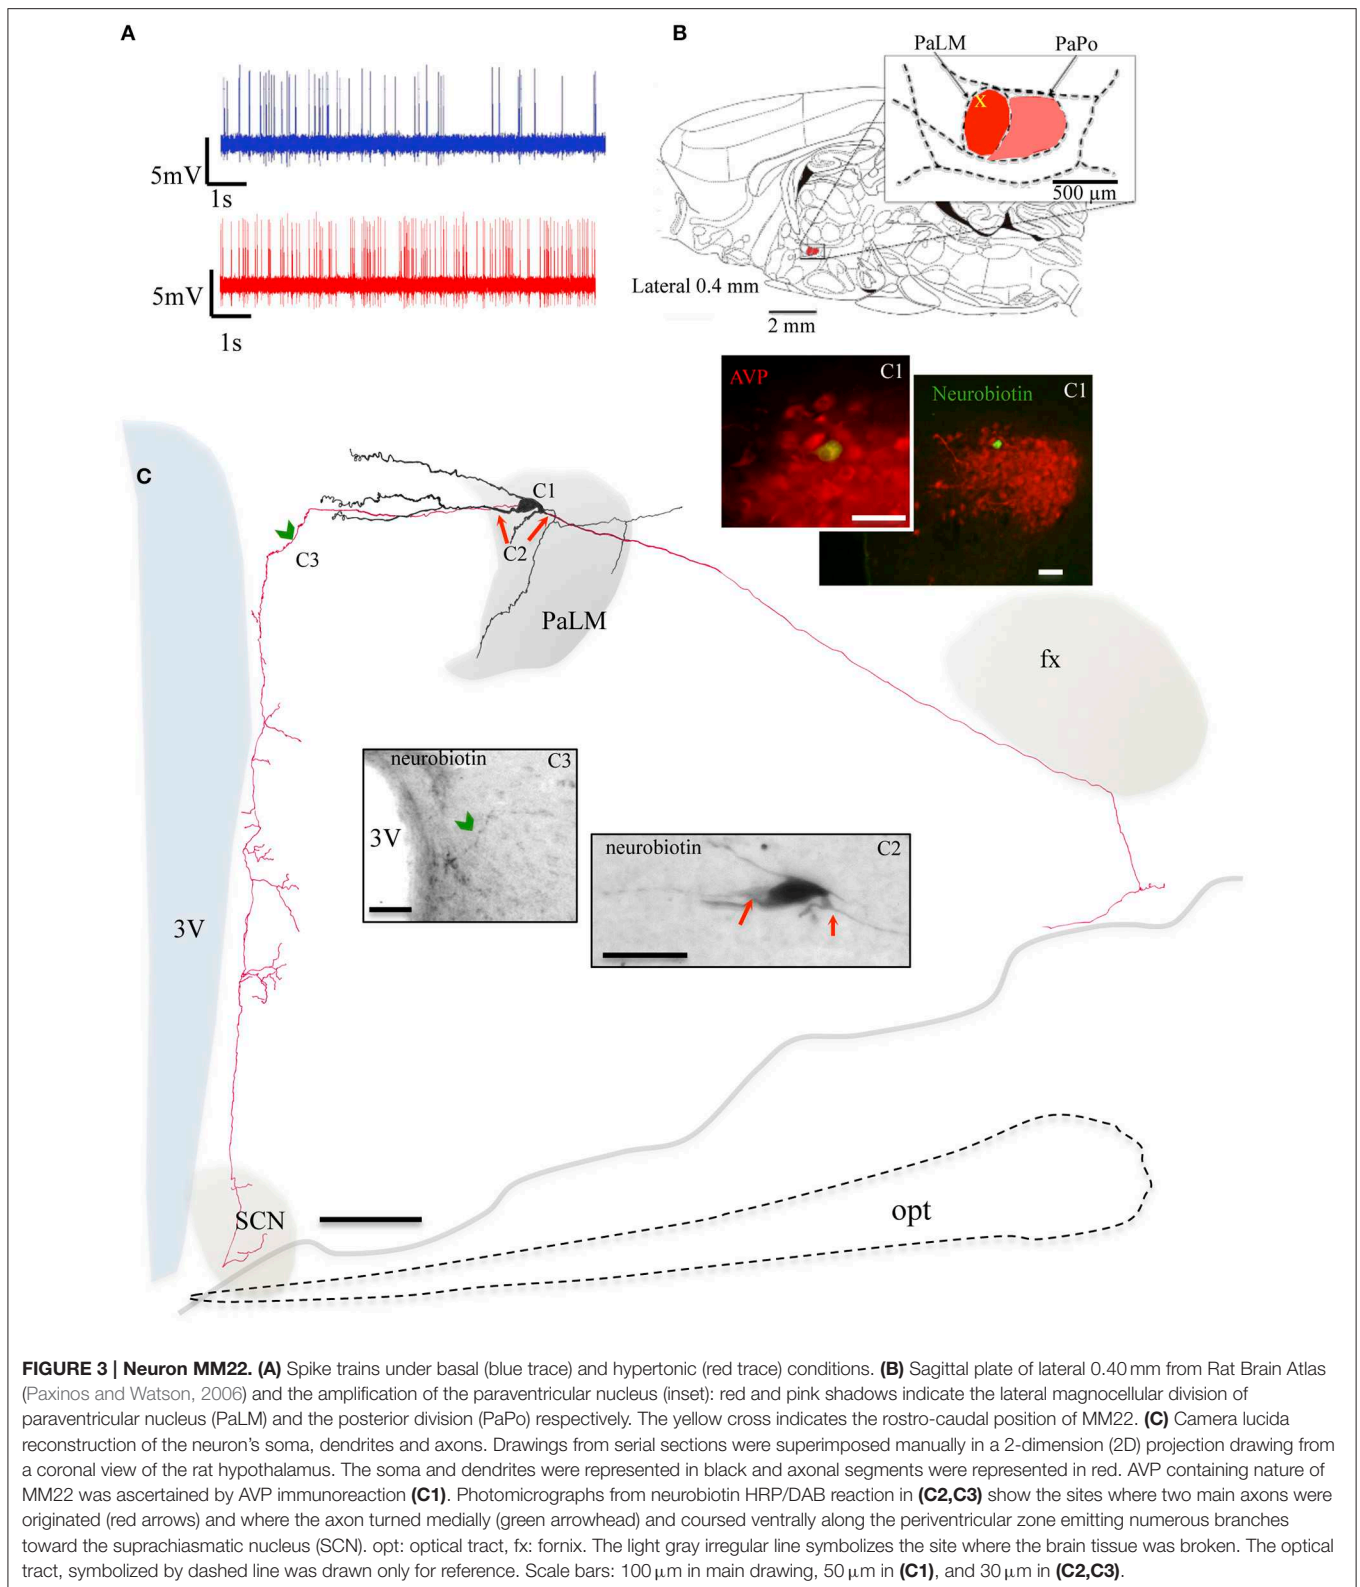 A
5mV
1s
5mV
1s
B
PaLM
PaPo
500 µm
Lateral 0.4 mm
2 mm
AVP
C1
Neurobiotin
C1
C
C1
C2
C3
PaLM
fx
neurobiotin
C3
3V
neurobiotin
C2
3V
SCN
opt
FIGURE 3 | Neuron MM22. (A) Spike trains under basal (blue trace) and hypertonic (red trace) conditions. (B) Sagittal plate of lateral 0.40 mm from Rat Brain Atlas
(Paxinos and Watson, 2006) and the amplification of the paraventricular nucleus (inset): red and pink shadows indicate the lateral magnocellular division of
paraventricular nucleus (PaLM) and the posterior division (PaPo) respectively. The yellow cross indicates the rostro-caudal position of MM22. (C) Camera lucida
reconstruction of the neuron's soma, dendrites and axons. Drawings from serial sections were superimposed manually in a 2-dimension (2D) projection drawing from
a coronal view of the rat hypothalamus. The soma and dendrites were represented in black and axonal segments were represented in red. AVP containing nature of
MM22 was ascertained by AVP immunoreaction (C1). Photomicrographs from neurobiotin HRP/DAB reaction in (C2,C3) show the sites where two main axons were
originated (red arrows) and where the axon turned medially (green arrowhead) and coursed ventrally along the periventricular zone emitting numerous branches
toward the suprachiasmatic nucleus (SCN). opt: optical tract, fx: fornix. The light gray irregular line symbolizes the site where the brain tissue was broken. The optical
tract, symbolized by dashed line was drawn only for reference. Scale bars: 100 µm in main drawing, 50 µm in (C1), and 30 µm in (C2,C3).